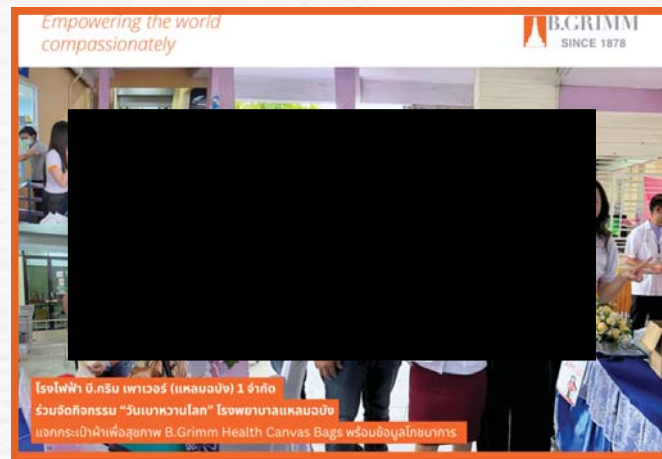 Empowering the world
compassionately
B.GRIMM
SINCE 1878
โรงไฟฟ้า บี.กริม เพาเวอร์ (แหลมฉบัง) 1 จำกัด
ร่วมจัดกิจกรรม “วันเบาหวานโลก” โรงพยาบาลแหลมฉบัง
แจกกระเป๋าผ้าเพื่อสุขภาพ B.Grimm Health Canvas Bags พร้อมข้อมูลโภชนาการ